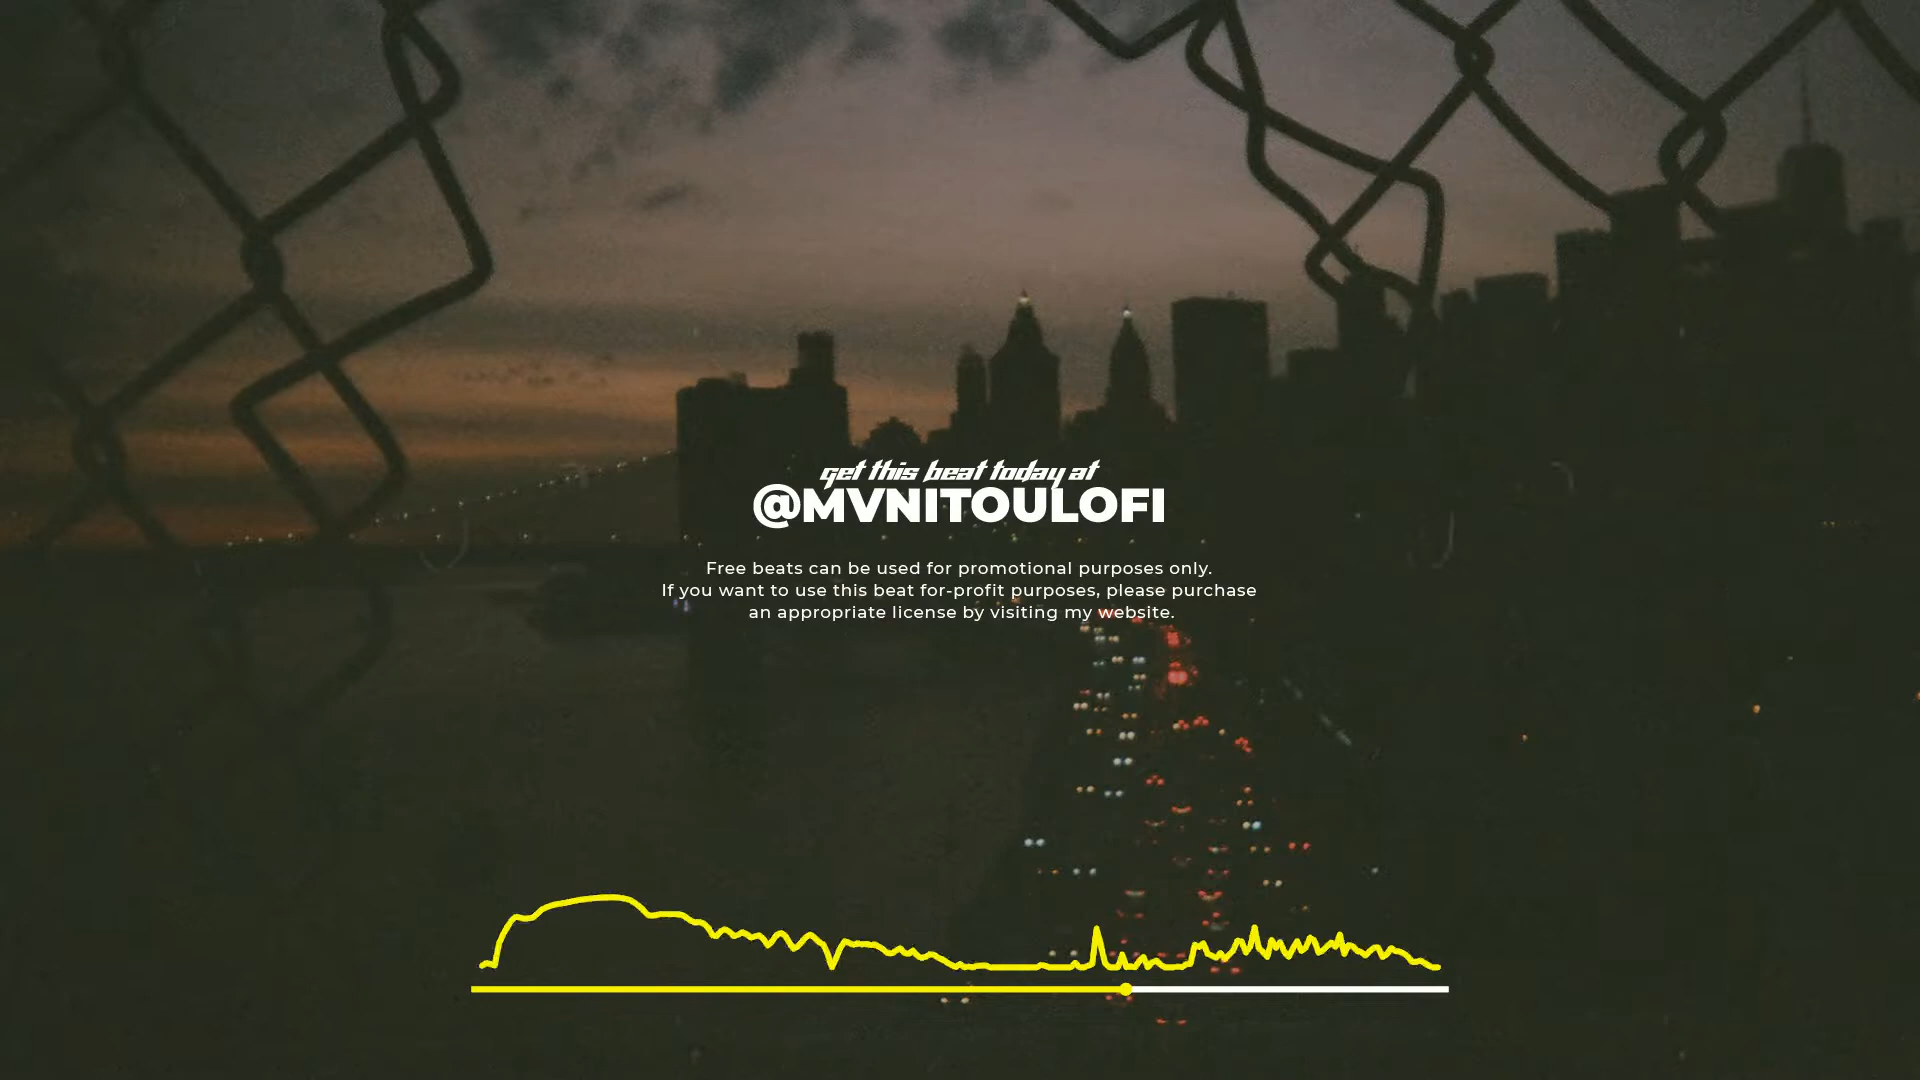 get this beat today at
@MVNITOULOFI
Free beats can be used for promotional purposes only.
If you want to use this beat for-profit purposes, please purchase
an appropriate license by visiting my website.